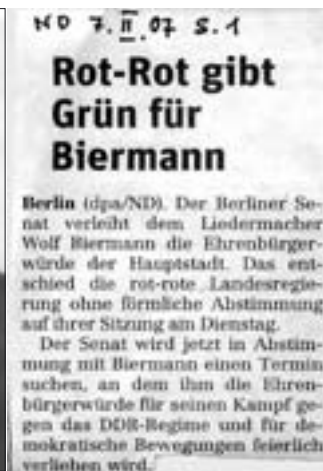 ND 7.II.07 S.1
Rot-Rot gibt
Grün für
Biermann
Berlin (dpa/ND). Der Berliner Se-
nat verleiht dem Liedermacher
Wolf Biermann die Ehrenbürger-
würde der Hauptstadt. Das ent-
schied die rot-rote Landesregie-
rung ohne förmliche Abstimmung
auf ihrer Sitzung am Dienstag.
Der Senat wird jetzt in Abstim-
mung mit Biermann einen Termin
suchen, an dem ihm die Ehren-
bürgerwürde für seinen Kampf ge-
gen das DDR-Regime und für de-
mokratische Bewegungen feierlich
verliehen wird.